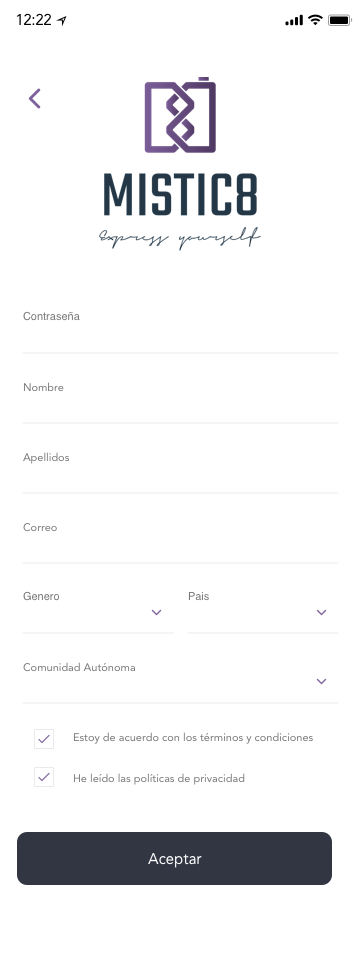 12:22
MISTIC8
Express yourself
Contraseña
Nombre
Apellidos
Correo
Genero
Pais
Comunidad Autónoma
Estoy de acuerdo con los términos y condiciones
He leído las políticas de privacidad
Aceptar